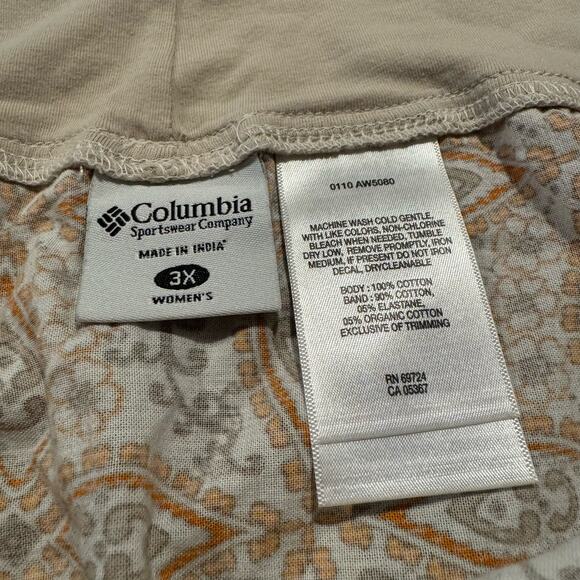 Columbia
Sportswear Company
MADE IN INDIA
3X
WOMEN'S
0110 AW5080
MACHINE WASH COLD GENTLE,
WITH LIKE COLORS, NON-CHLORINE
BLEACH WHEN NEEDED, TUMBLE
DRY LOW, REMOVE PROMPTLY, IRON
MEDIUM, IF PRESENT DO NOT IRON
DECAL, DRYCLEANABLE
BODY : 100% COTTON
BAND : 90% COTTON,
05% ELASTANE,
05% ORGANIC COTTON
EXCLUSIVE OF TRIMMING
RN 69724
CA 05367